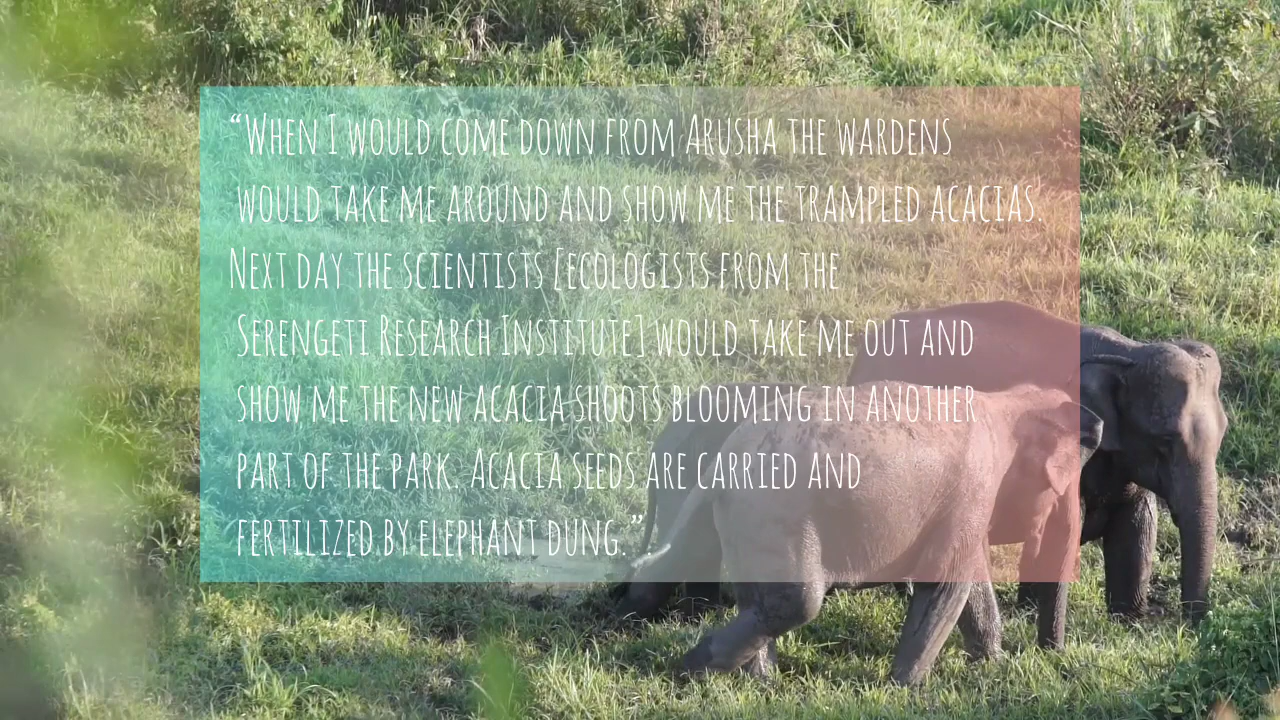 “When I would come down from Arusha the wardens
would take me around and show me the trampled acacias.
Next day the scientists [ecologists from the
Serengeti Research Institute] would take me out and
show me the new acacia shoots blooming in another
part of the park. Acacia seeds are carried and
fertilized by elephant dung.”.